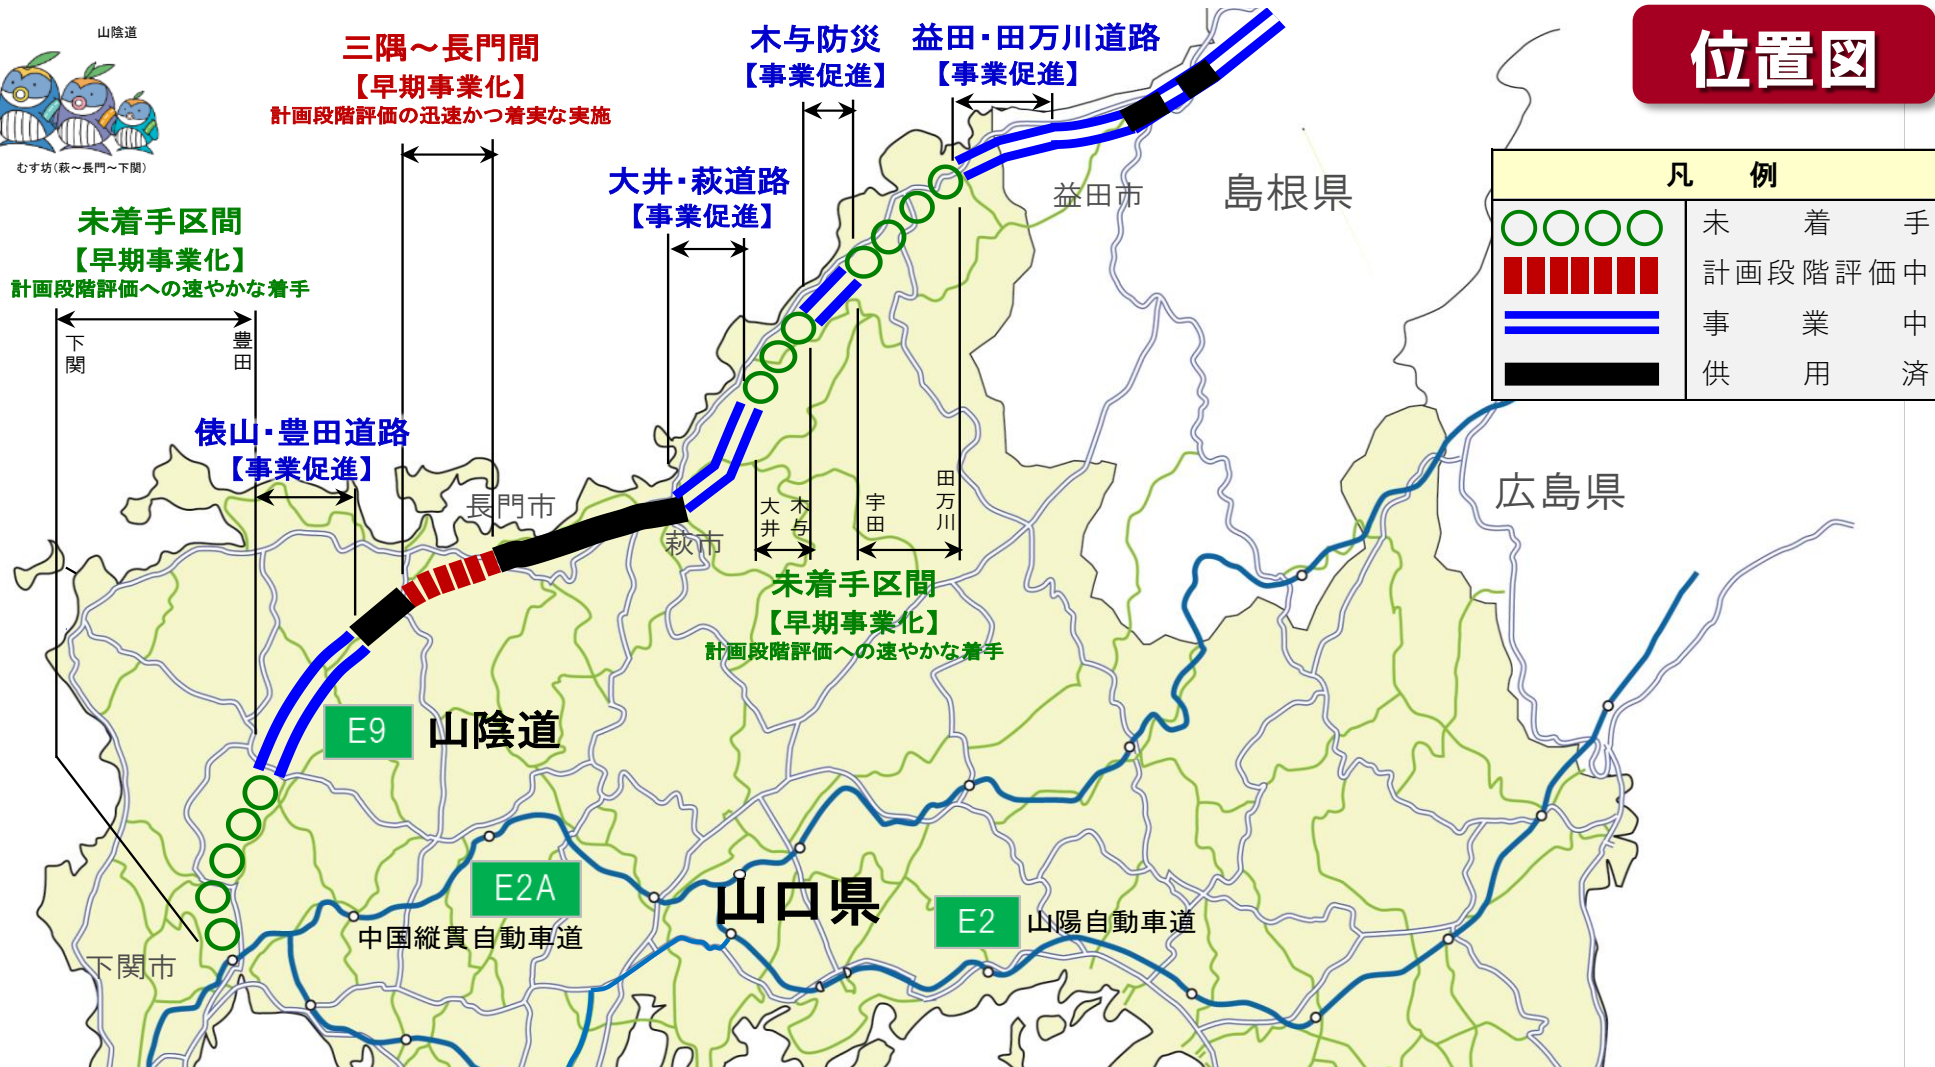 山陰道
むす坊(萩～長門～下関)
位置図
三隅～長門間
【早期事業化】
計画段階評価の迅速かつ着実な実施
木与防災
【事業促進】
益田・田万川道路
【事業促進】
大井・萩道路
【事業促進】
未着手区間
【早期事業化】
計画段階評価への速やかな着手
下関
豊田
俵山・豊田道路
【事業促進】
凡例
未着手
計画段階評価中
事業中
供用済
益田市
島根県
広島県
長門市
萩市
大井
木与
宇田
田万川
未着手区間
【早期事業化】
計画段階評価への速やかな着手
E9
山陰道
E2A
中国縦貫自動車道
山口県
E2
山陽自動車道
下関市